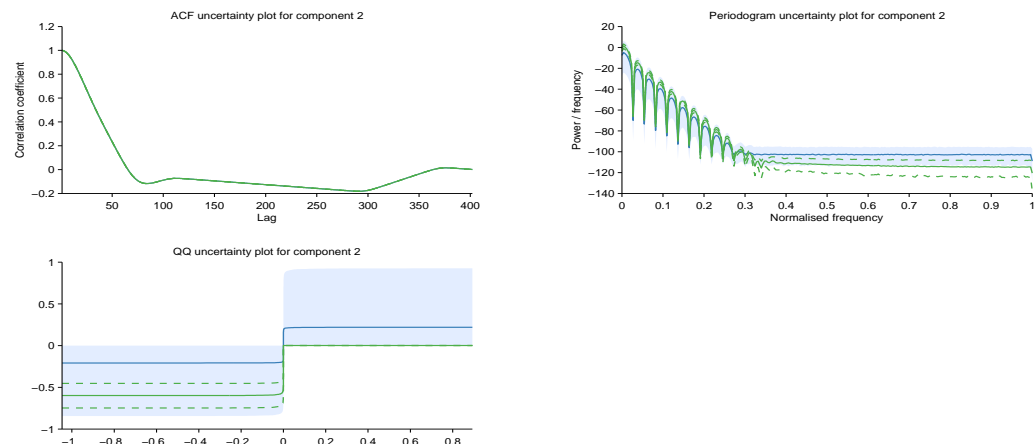 ACF uncertainty plot for component 2
1.2
1
0.8
0.6
0.4
0.2
0
−0.2
Correlation coefficient
50 100 150 200 250 300 350 400
Lag
Periodogram uncertainty plot for component 2
20
0
−20
−40
−60
−80
−100
−120
−140
Power / frequency
0 0.1 0.2 0.3 0.4 0.5 0.6 0.7 0.8 0.9 1
Normalised frequency
QQ uncertainty plot for component 2
1
0.5
0
−0.5
−1
−1 −0.8 −0.6 −0.4 −0.2 0 0.2 0.4 0.6 0.8